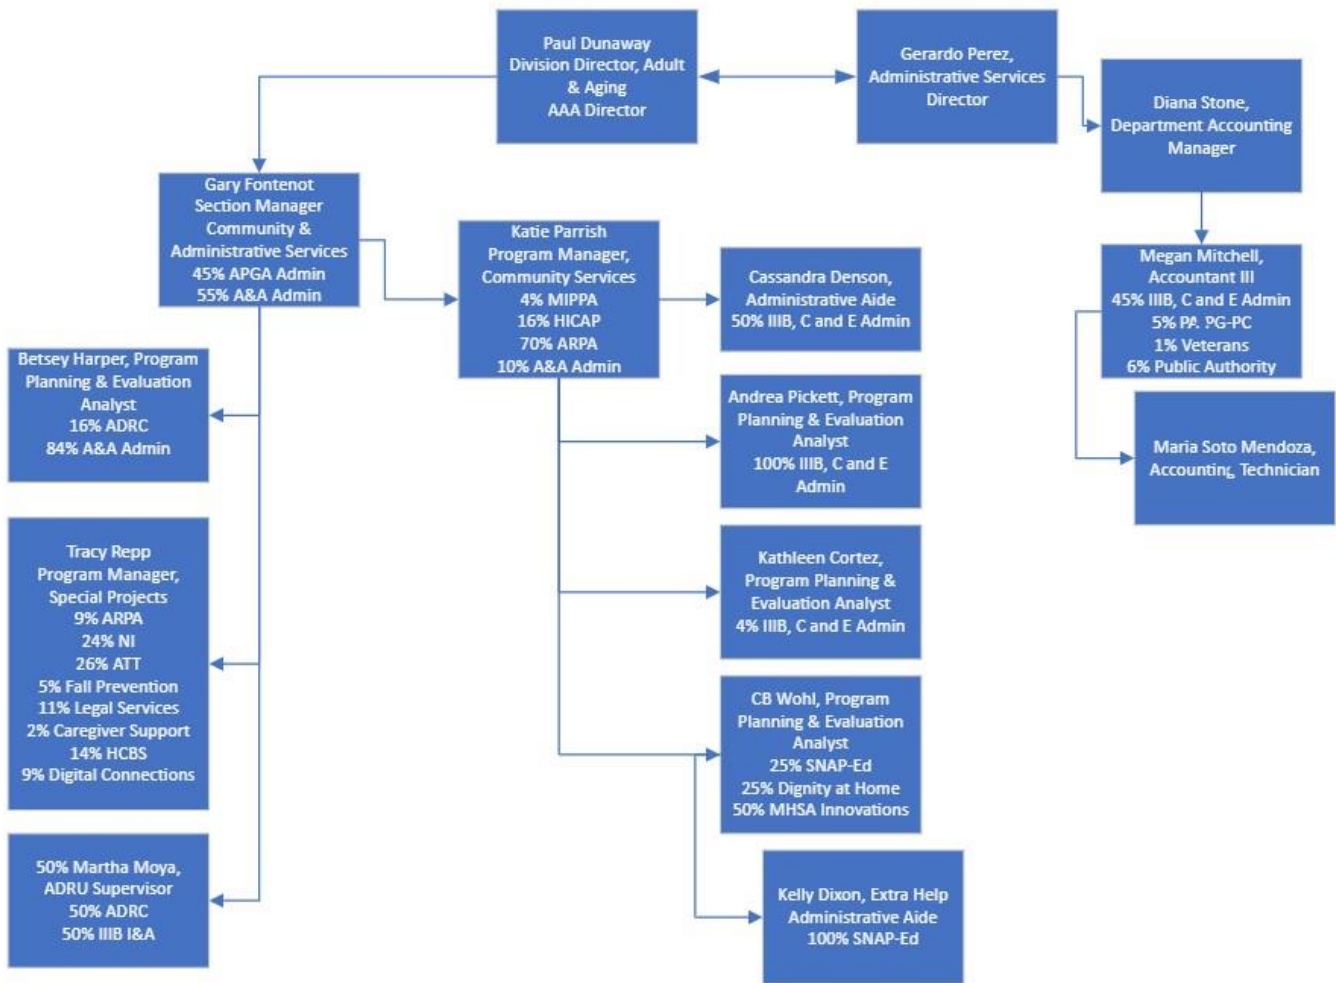 Paul Dunaway
Division Director, Adult
& Aging
AAA Director
Gerardo Perez,
Administrative Services
Director
Diana Stone,
Department Accounting
Manager
Gary Fontenot
Section Manager
Community &
Administrative Services
45% APGA Admin
55% A&A Admin
Katie Parrish
Program Manager,
Community Services
4% MIPPA
16% HICAP
70% ARPA
10% A&A Admin
Cassandra Denson,
Administrative Aide
50% IIIB, C and E Admin
Megan Mitchell,
Accountant III
45% IIIB, C and E Admin
5% PA. PG-PC
1% Veterans
6% Public Authority
Betsey Harper, Program
Planning & Evaluation
Analyst
16% ADRC
84% A&A Admin
Andrea Pickett, Program
Planning & Evaluation
Analyst
100% IIIB, C and E
Admin
Maria Soto Mendoza,
Accounting, Technician
Tracy Repp
Program Manager,
Special Projects
9% ARPA
24% NI
26% ATT
5% Fall Prevention
11% Legal Services
2% Caregiver Support
14% HCBS
9% Digital Connections
Kathleen Cortez,
Program Planning &
Evaluation Analyst
4% IIIB, C and E Admin
CB Wohl, Program
Planning & Evaluation
Analyst
25% SNAP-Ed
25% Dignity at Home
50% MHSA Innovations
50% Martha Moya,
ADRU Supervisor
50% ADRC
50% IIIB I&A
Kelly Dixon, Extra Help
Administrative Aide
100% SNAP-Ed